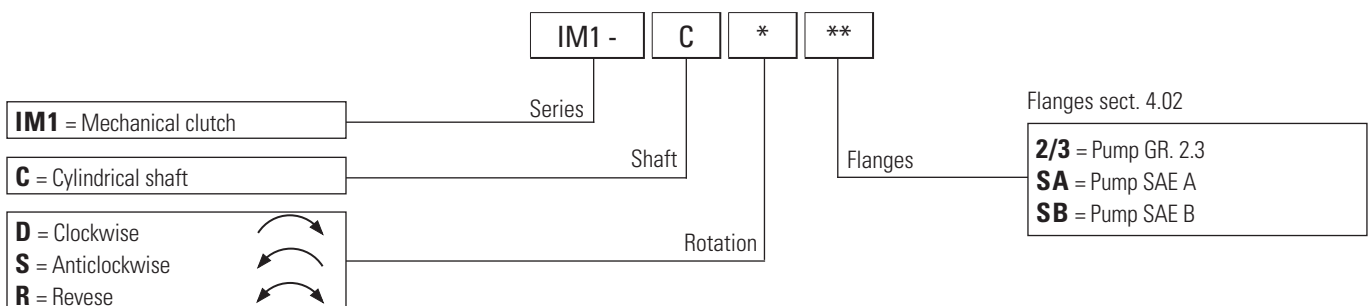 IM1 -
C
*
**
Series
IM1 = Mechanical clutch
Shaft
C = Cylindrical shaft
Rotation
D = Clockwise
S = Anticlockwise
R = Revese
Flanges
Flanges sect. 4.02
2/3 = Pump GR. 2.3
SA = Pump SAE A
SB = Pump SAE B